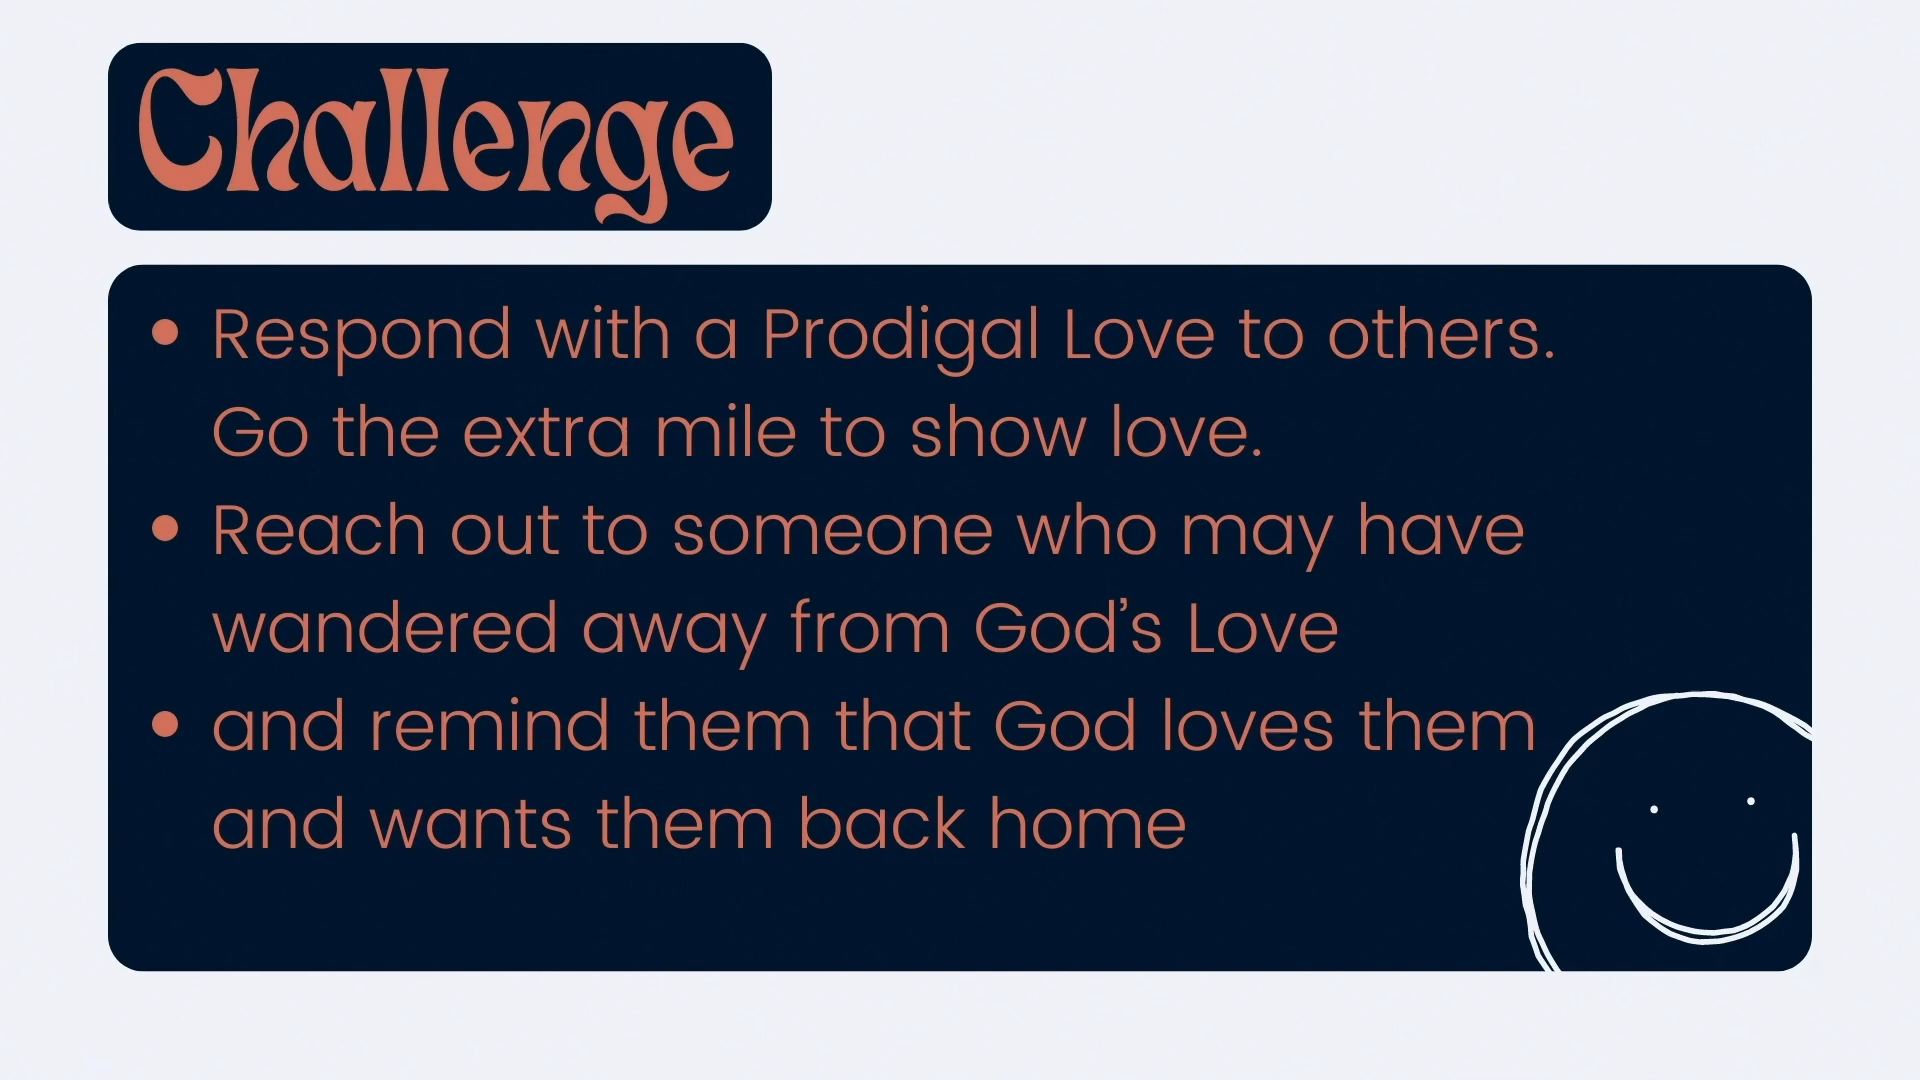 Challenge
• Respond with a Prodigal Love to others.
Go the extra mile to show love.
• Reach out to someone who may have
wandered away from God’s Love
• and remind them that God loves them
and wants them back home